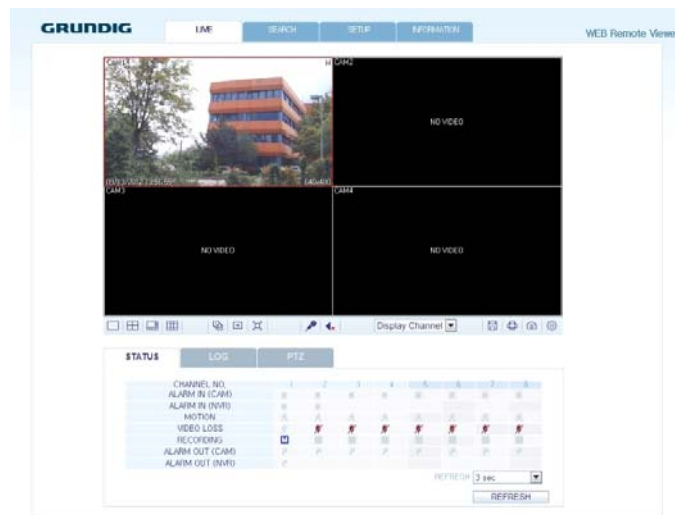 GRUNDIG
LIVE
SEARCH
SETUP
INFORMATION
WEB Remote Viewe
CAM1
M
CAM2
NO VIDEO
CAM3
CAM4
NO VIDEO
NO VIDEO
Display Channel
STATUS
LOG
PTZ
CHANNEL NO. 1 2 3 4 5 6 7 8
ALARM IN (CAM)
ALARM IN (NVR)
MOTION
VIDEO LOSS
RECORDING M
ALARM OUT (CAM)
ALARM OUT (NVR)
REFRESH 3 sec
REFRESH